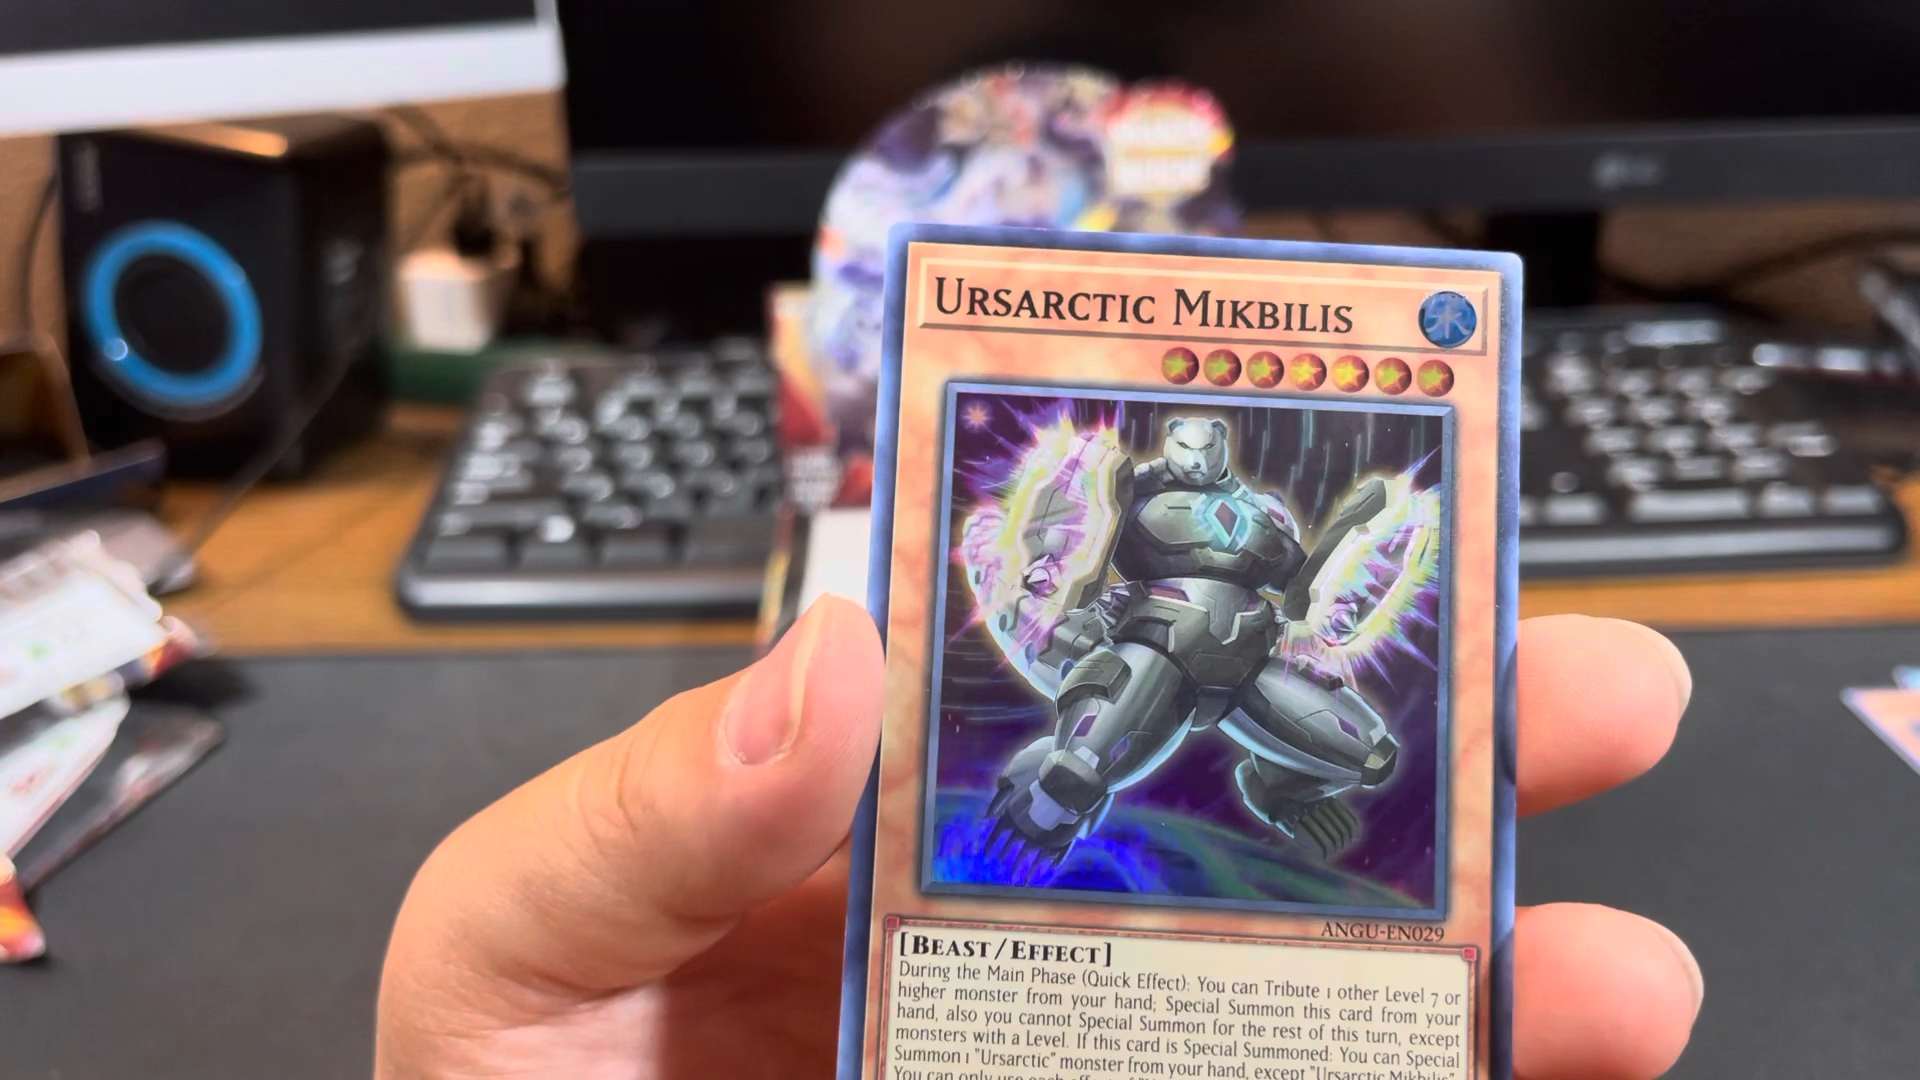 URSARCTIC MIKBILIS
水
ANGU-EN029
[BEAST/EFFECT]
During the Main Phase (Quick Effect): You can Tribute 1 other Level 7 or
higher monster from your hand; Special Summon this card from your
hand, also you cannot Special Summon for the rest of this turn, except
monsters with a Level. If this card is Special Summoned: You can Special
Summon 1 "Ursarctic" monster from your hand, except "Ursarctic Mikbilis".
You can only use each effect of